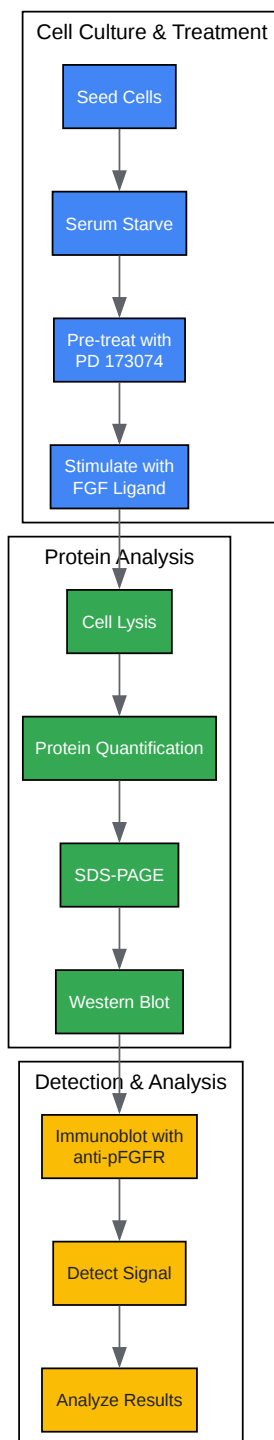 Cell Culture & Treatment
Seed Cells
Serum Starve
Pre-treat with
PD 173074
Stimulate with
FGF Ligand
Protein Analysis
Cell Lysis
Protein Quantification
SDS-PAGE
Western Blot
Detection & Analysis
Immunoblot with
anti-pFGFR
Detect Signal
Analyze Results